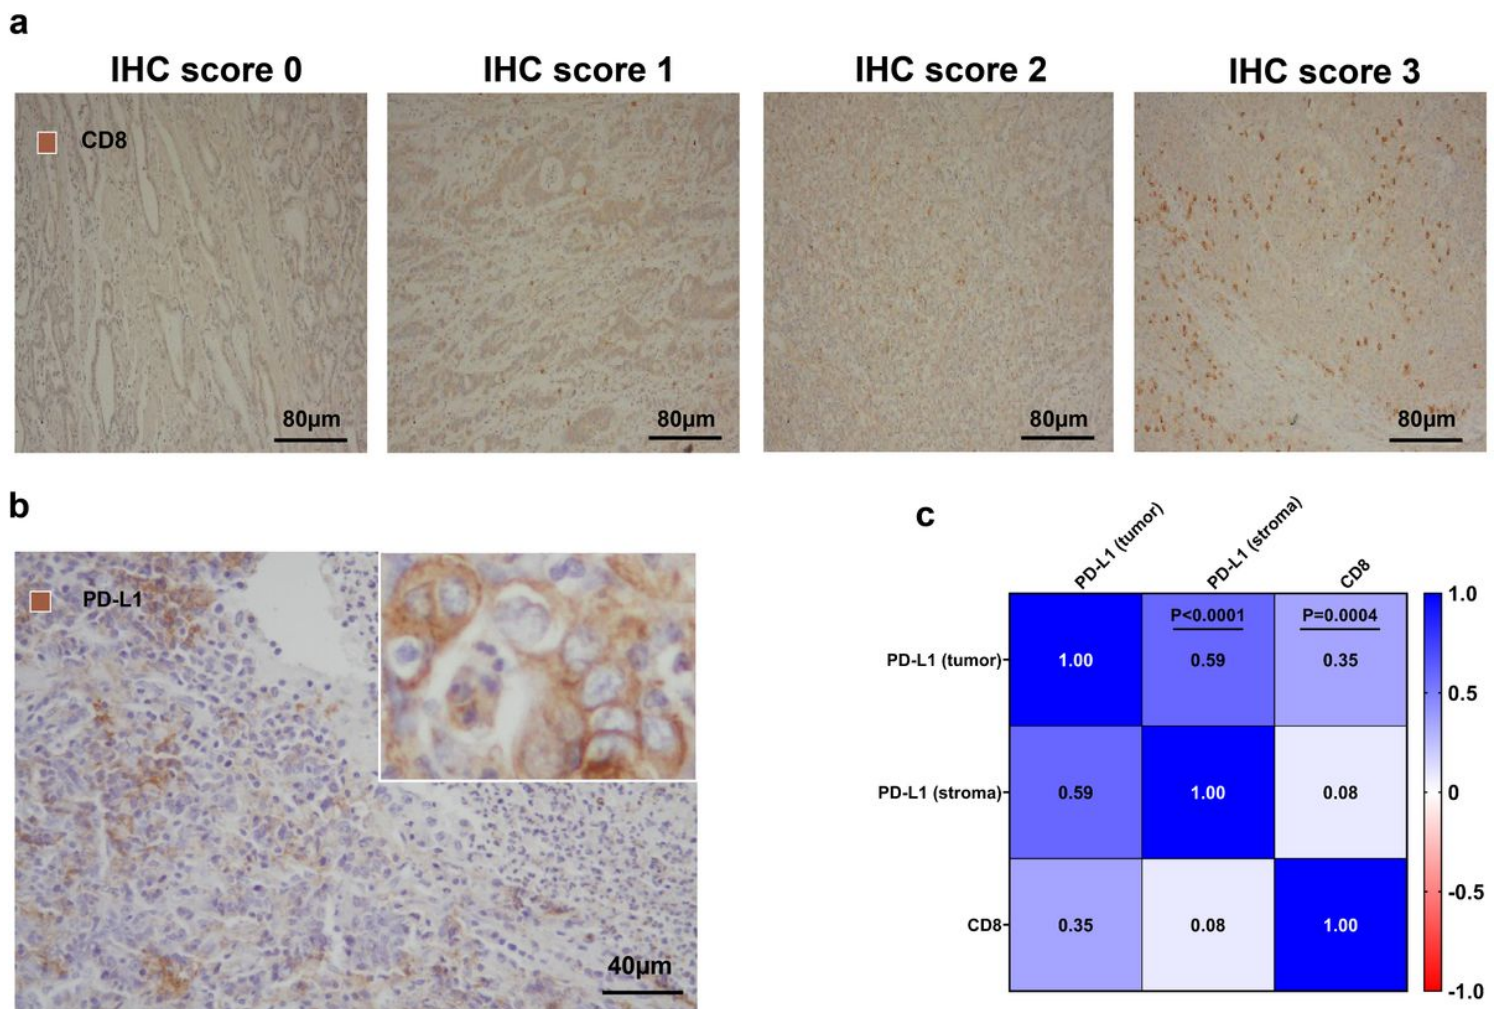 a
IHC score 0
IHC score 1
IHC score 2
IHC score 3
CD8
80μm
80μm
80μm
80μm
b
PD-L1
40μm
c
PD-L1 (tumor)
PD-L1 (stroma)
CD8
PD-L1 (tumor)
1.00
P<0.0001
0.59
P=0.0004
0.35
PD-L1 (stroma)
0.59
1.00
0.08
CD8
0.35
0.08
1.00
1.0
0.5
0
-0.5
-1.0